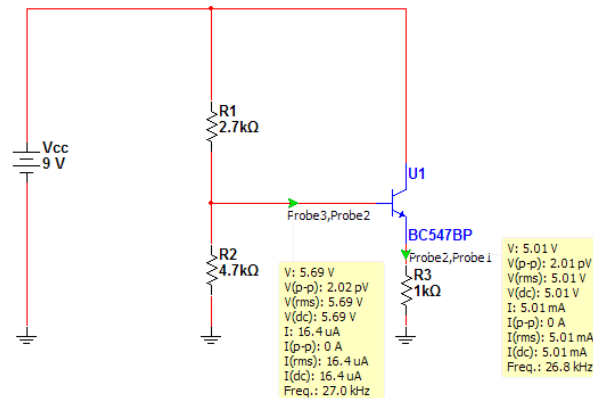 R1
2.7kΩ
Vcc
9 V
U1
Probe3,Probe2
BC547BP
R2
4.7kΩ
Probe2,Probe1
R3
1kΩ
V: 5.69 V
V(p-p): 2.02 pV
V(rms): 5.69 V
V(dc): 5.69 V
I: 16.4 uA
I(p-p): 0 A
I(rms): 16.4 uA
I(dc): 16.4 uA
Freq.: 27.0 kHz
V: 5.01 V
V(p-p): 2.01 pV
V(rms): 5.01 V
V(dc): 5.01 V
I: 5.01 mA
I(p-p): 0 A
I(rms): 5.01 mA
I(dc): 5.01 mA
Freq.: 26.8 kHz